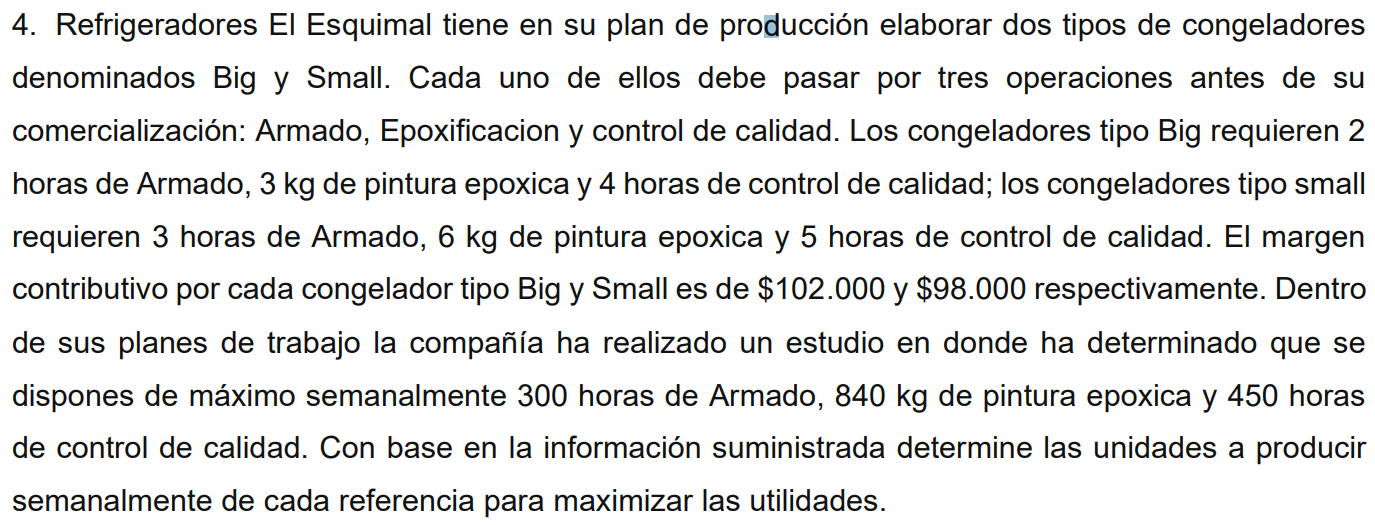 4. Refrigeradores El Esquimal tiene en su plan de producción elaborar dos tipos de congeladores
denominados Big y Small. Cada uno de ellos debe pasar por tres operaciones antes de su
comercialización: Armado, Epoxificacion y control de calidad. Los congeladores tipo Big requieren 2
horas de Armado, 3 kg de pintura epoxica y 4 horas de control de calidad; los congeladores tipo small
requieren 3 horas de Armado, 6 kg de pintura epoxica y 5 horas de control de calidad. El margen
contributivo por cada congelador tipo Big y Small es de $102.000 y $98.000 respectivamente. Dentro
de sus planes de trabajo la compañía ha realizado un estudio en donde ha determinado que se
dispones de máximo semanalmente 300 horas de Armado, 840 kg de pintura epoxica y 450 horas
de control de calidad. Con base en la información suministrada determine las unidades a producir
semanalmente de cada referencia para maximizar las utilidades.